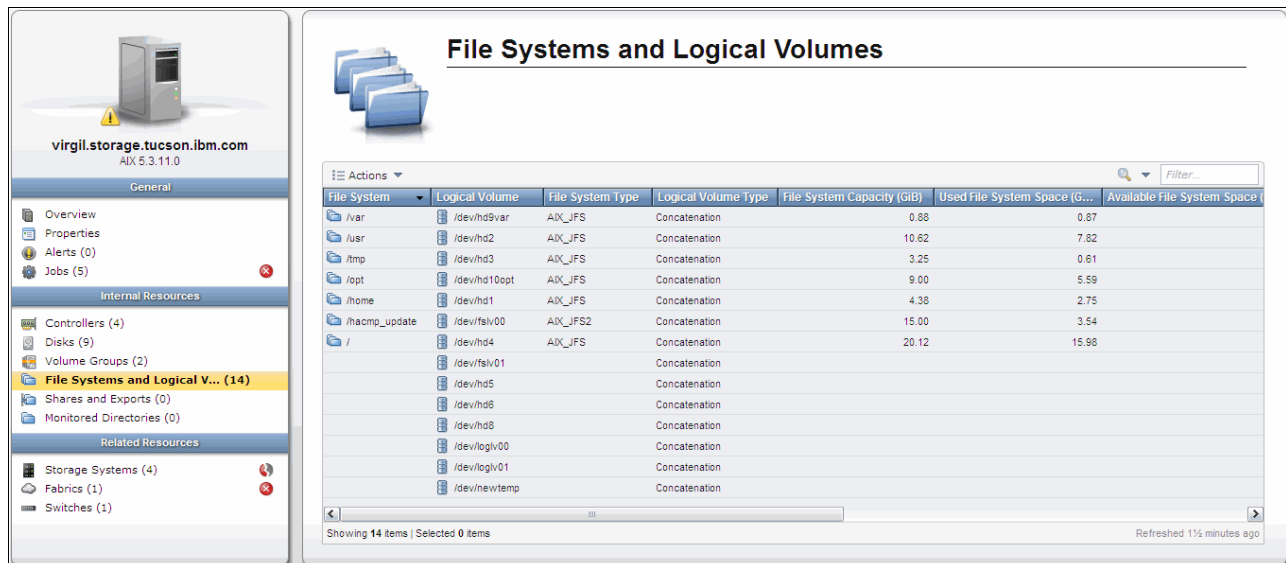 virgil.storage.tucson.ibm.com
AIX 5.3.11.0
General
Overview
Properties
Alerts (0)
Jobs (5)
Internal Resources
Controllers (4)
Disks (9)
Volume Groups (2)
File Systems and Logical V... (14)
Shares and Exports (0)
Monitored Directories (0)
Related Resources
Storage Systems (4)
Fabrics (1)
Switches (1)
File Systems and Logical Volumes
Actions Filter...
File System Logical Volume File System Type Logical Volume Type File System Capacity (GiB) Used File System Space (G... Available File System Space (
/var /dev/hd9var AIX_JFS Concatenation 0.88 0.87
/usr /dev/hd2 AIX_JFS Concatenation 10.62 7.82
/tmp /dev/hd3 AIX_JFS Concatenation 3.25 0.61
/opt /dev/hd10opt AIX_JFS Concatenation 9.00 5.59
/home /dev/hd1 AIX_JFS Concatenation 4.38 2.75
/hacmp_update /dev/fslv00 AIX_JFS2 Concatenation 15.00 3.54
/ /dev/hd4 AIX_JFS Concatenation 20.12 15.98
/dev/fslv01 Concatenation
/dev/hd5 Concatenation
/dev/hd6 Concatenation
/dev/hd8 Concatenation
/dev/loglv00 Concatenation
/dev/loglv01 Concatenation
/dev/newtemp Concatenation
Showing 14 items | Selected 0 items Refreshed 1½ minutes ago